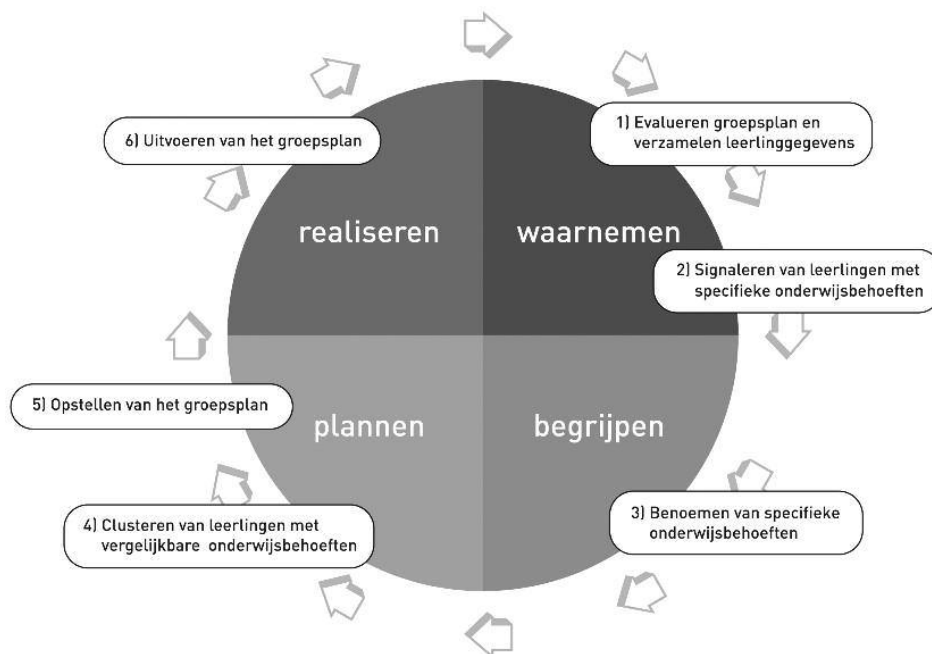 1) Evalueren groepsplan en
verzamelen leerlinggegevens
6) Uitvoeren van het groepsplan
realiseren
waarnemen
2) Signaleren van leerlingen met
specifieke onderwijsbehoeften
5) Opstellen van het groepsplan
plannen
begrijpen
3) Benoemen van specifieke
onderwijsbehoeften
4) Clusteren van leerlingen met
vergelijkbare onderwijsbehoeften